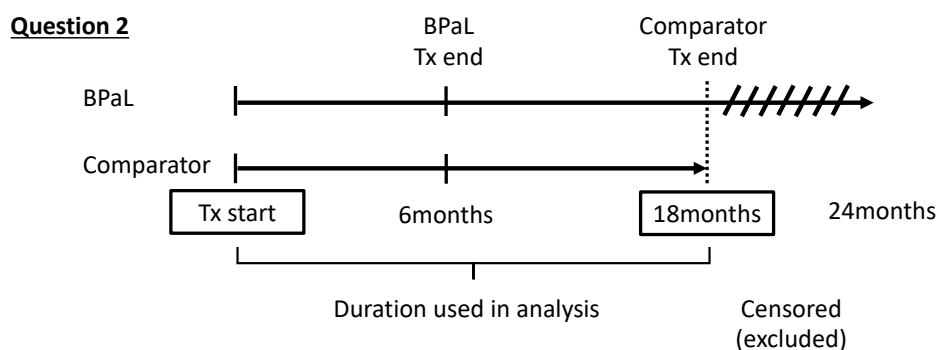 Question 2
BPaL
Tx end
Comparator
Tx end
BPaL
Comparator
Tx start
6months
18months
24months
Duration used in analysis
Censored
(excluded)